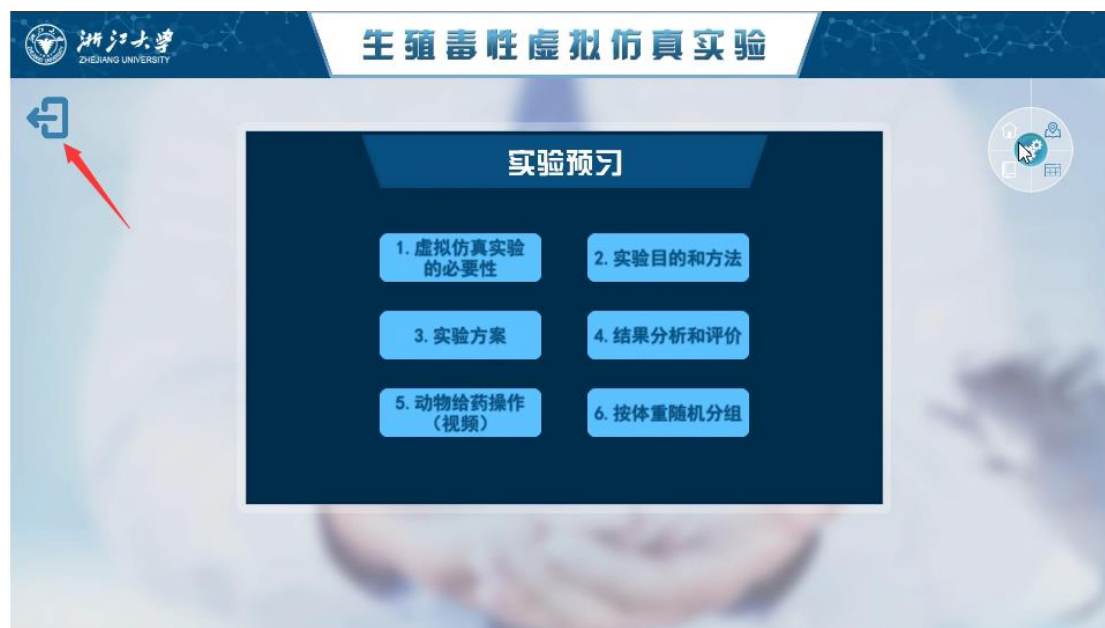 浙江大学
ZHEJIANG UNIVERSITY
生殖毒性虚拟仿真实验
实验预习
1. 虚拟仿真实验
的必要性
2. 实验目的和方法
3. 实验方案
4. 结果分析和评价
5. 动物给药操作
（视频）
6. 按体重随机分组